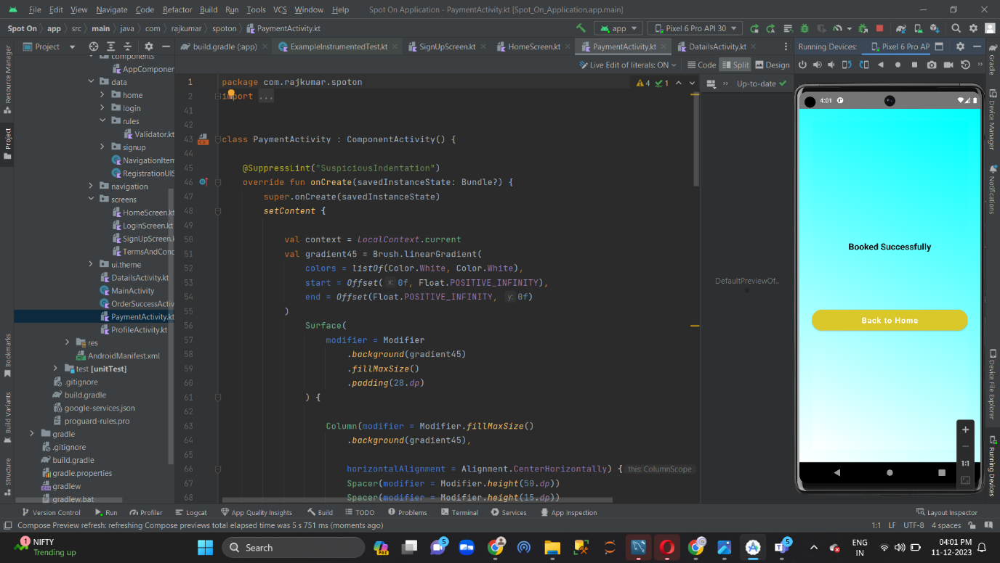 File Edit View Navigate Code Refactor Build Run Tools VCS Window Help Spot On Application - PaymentActivity.kt [Spot_On_Application.app.main]
Spot On app src main java com rajkumar spoton PaymentActivity.kt app Pixel 6 Pro API 30
Project build.gradle (:app) ExampleInstrumentedTest.kt SignUpScreen.kt HomeScreen.kt PaymentActivity.kt DatailsActivity.kt Running Devices: Pixel 6 Pro AP
Live Edit of literals: ON Code Split Design
Resource Manager
Project
Bookmarks
Build Variants
Structure
components
AppComponen
data
home
login
rules
Validator.kt
signup
NavigationItem
RegistrationUIS
navigation
screens
HomeScreen.kt
LoginScreen.kt
SignUpScreen.k
TermsAndCond
ui.theme
DatailsActivity.kt
MainActivity
OrderSuccessActiv
PaymentActivity.kt
ProfileActivity.kt
res
AndroidManifest.xml
test [unitTest]
.gitignore
build.gradle
google-services.json
proguard-rules.pro
gradle
.gitignore
build.gradle
gradle.properties
gradlew
gradlew.bat
1 package com.rajkumar.spoton
2 import ...
41
42
43 class PaymentActivity : ComponentActivity() {
44
45 @SuppressLint("SuspiciousIndentation")
46 override fun onCreate(savedInstanceState: Bundle?) {
47 super.onCreate(savedInstanceState)
48 setContent {
49
50 val context = LocalContext.current
51 val gradient45 = Brush.linearGradient(
52 colors = listOf(Color.White, Color.White),
53 start = Offset( x: 0f, Float.POSITIVE_INFINITY),
54 end = Offset(Float.POSITIVE_INFINITY, y: 0f)
55 )
56 Surface(
57 modifier = Modifier
58 .background(gradient45)
59 .fillMaxSize()
60 .padding(28.dp)
61 ) {
62
63 Column(modifier = Modifier.fillMaxSize()
64 .background(gradient45),
65
66 horizontalAlignment = Alignment.CenterHorizontally) { this: ColumnScope
67 Spacer(modifier = Modifier.height(50.dp))
68 Spacer(modifier = Modifier.height(15.dp))
4 1
Up-to-date
DefaultPreviewOf..
4:01
Booked Successfully
Back to Home
1:1
Gradle
Device Manager
Notifications
Device File Explorer
Running Devices
Version Control Run Profiler Logcat App Quality Insights Build TODO Problems Terminal Services App Inspection Layout Inspector
Compose Preview refresh: refreshing Compose previews total elapsed time was 5 s 751 ms (moments ago) 1:1 LF UTF-8 4 spaces
1 NIFTY
Trending up
Search
PRE
5
5
ENG
IN
04:01 PM
11-12-2023